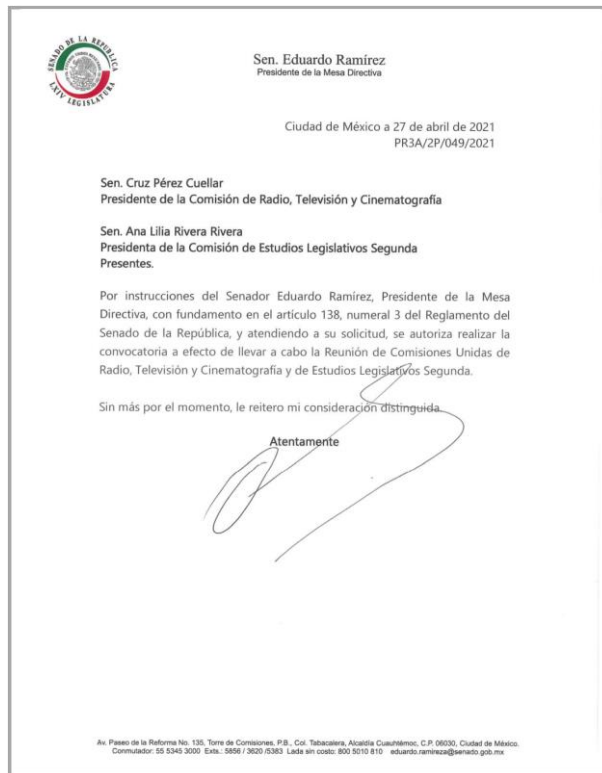 SENADO DE LA REPÚBLICA
LXIV LEGISLATURA
Sen. Eduardo Ramírez
Presidente de la Mesa Directiva
Ciudad de México a 27 de abril de 2021
PR3A/2P/049/2021
Sen. Cruz Pérez Cuellar
Presidente de la Comisión de Radio, Televisión y Cinematografía
Sen. Ana Lilia Rivera Rivera
Presidenta de la Comisión de Estudios Legislativos Segunda
Presentes.
Por instrucciones del Senador Eduardo Ramírez, Presidente de la Mesa
Directiva, con fundamento en el artículo 138, numeral 3 del Reglamento del
Senado de la República, y atendiendo a su solicitud, se autoriza realizar la
convocatoria a efecto de llevar a cabo la Reunión de Comisiones Unidas de
Radio, Televisión y Cinematografía y de Estudios Legislativos Segunda.
Sin más por el momento, le reitero mi consideración distinguida.
Atentamente
Av. Paseo de la Reforma No. 135, Torre de Comisiones, P.B., Col. Tabacalera, Alcaldía Cuauhtémoc, C.P. 06030, Ciudad de México.
Conmutador: 55 5345 3000 Exts.: 5856 / 3620 /5383 Lada sin costo: 800 5010 810 eduardo.ramireza@senado.gob.mx